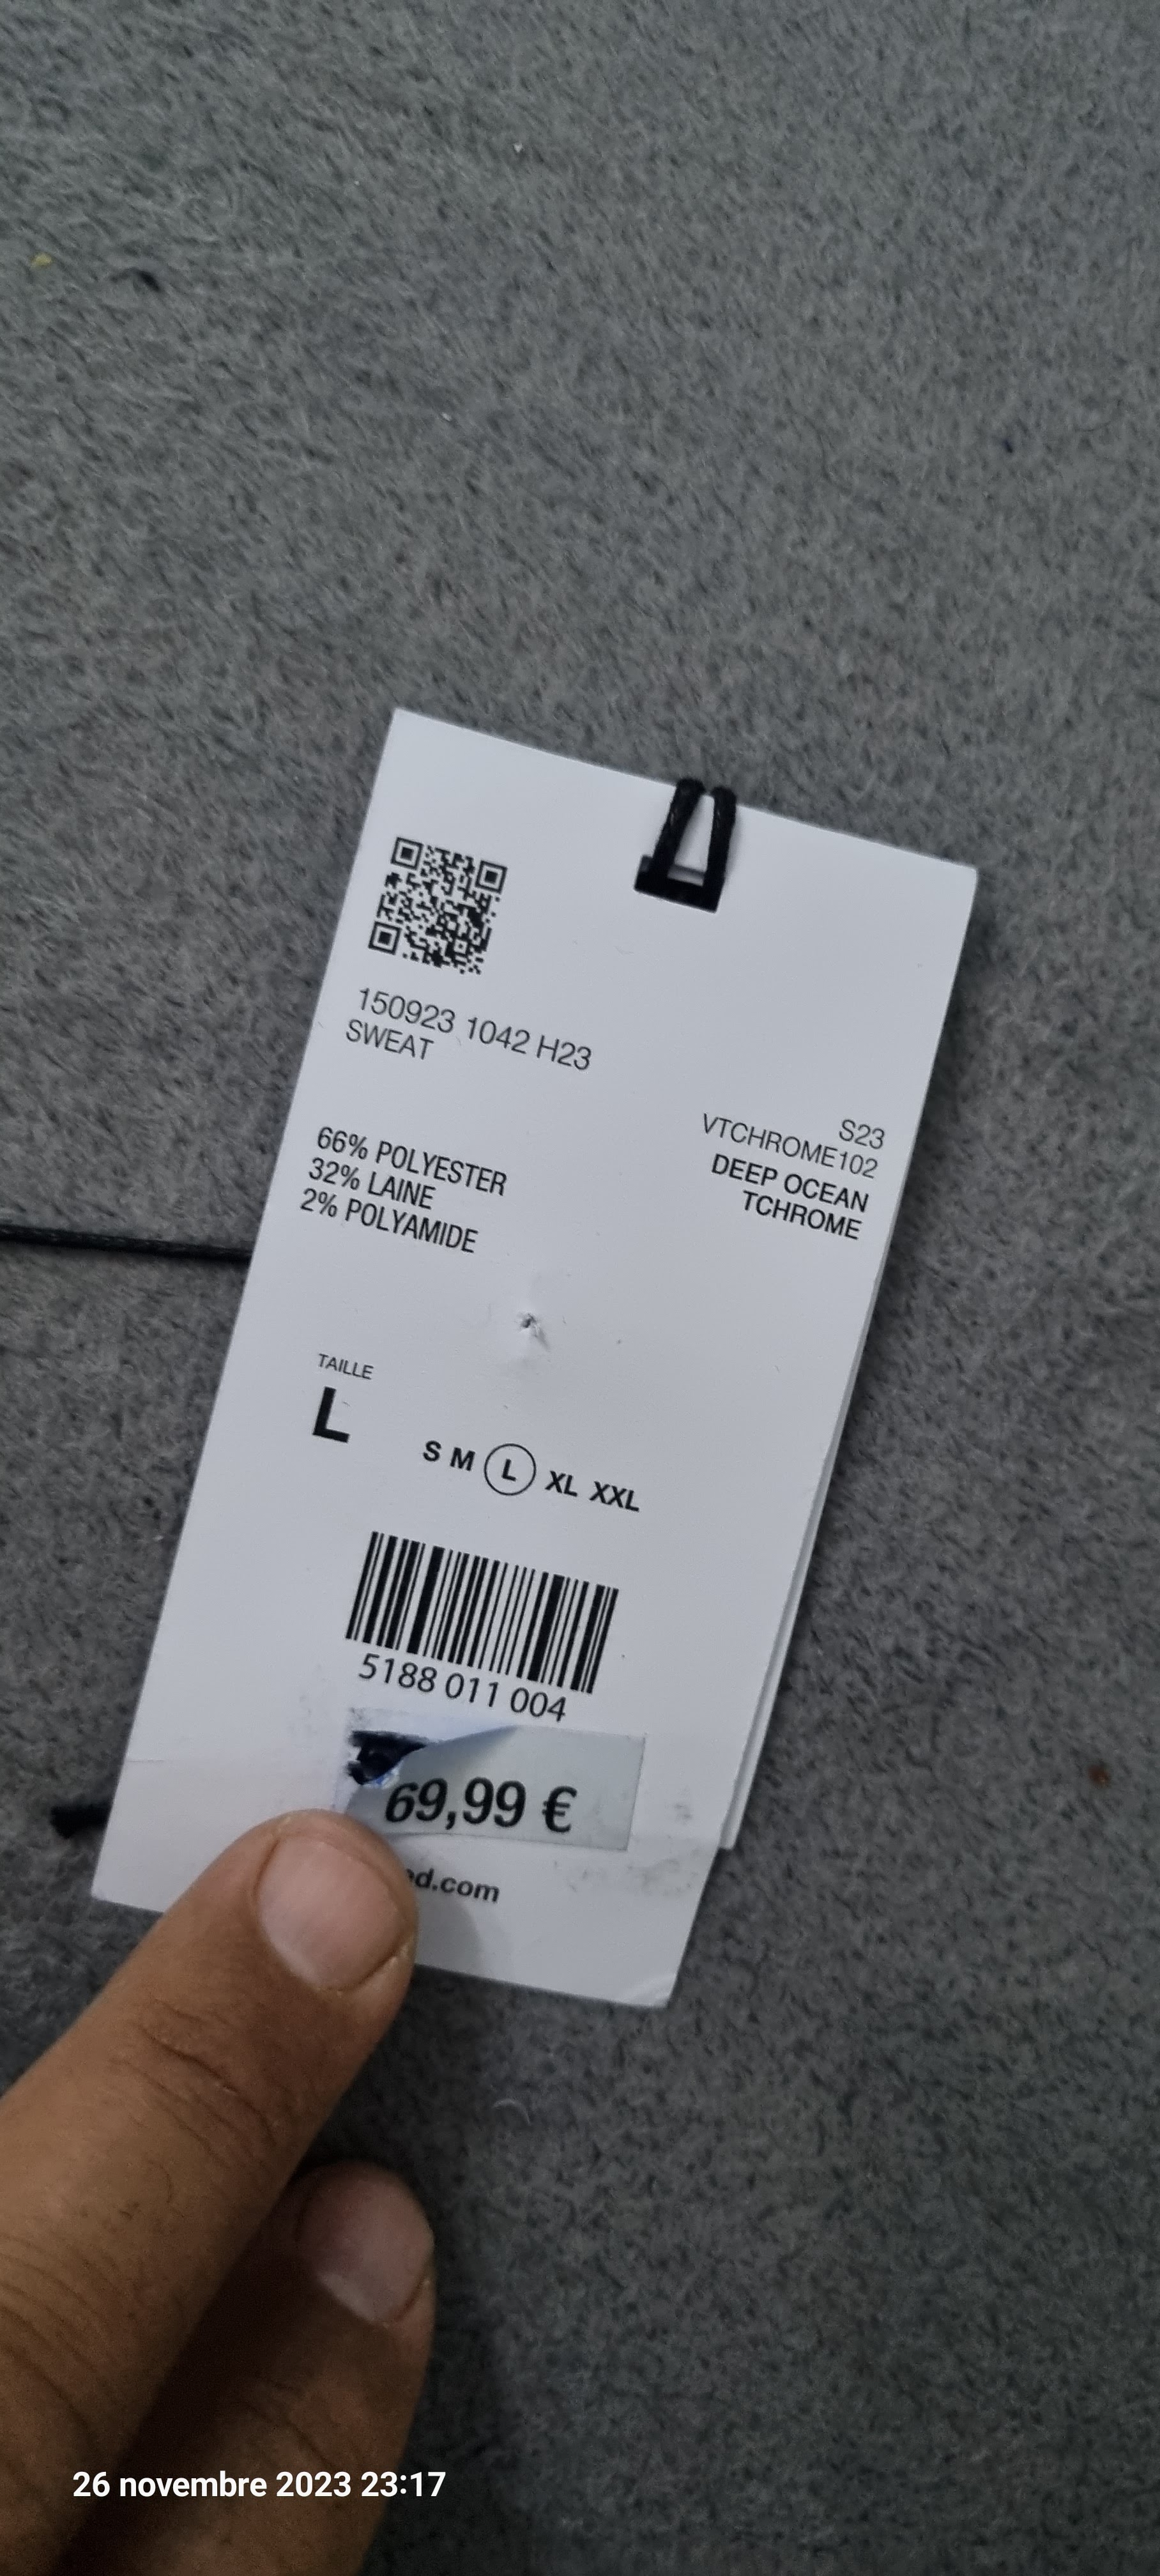 150923 1042 H23
SWEAT
S23
VTCHROME102
DEEP OCEAN
TCHROME
66% POLYESTER
32% LAINE
2% POLYAMIDE
TAILLE
L
S M L XL XXL
5188 011 004
69,99 €
d.com
26 novembre 2023 23:17